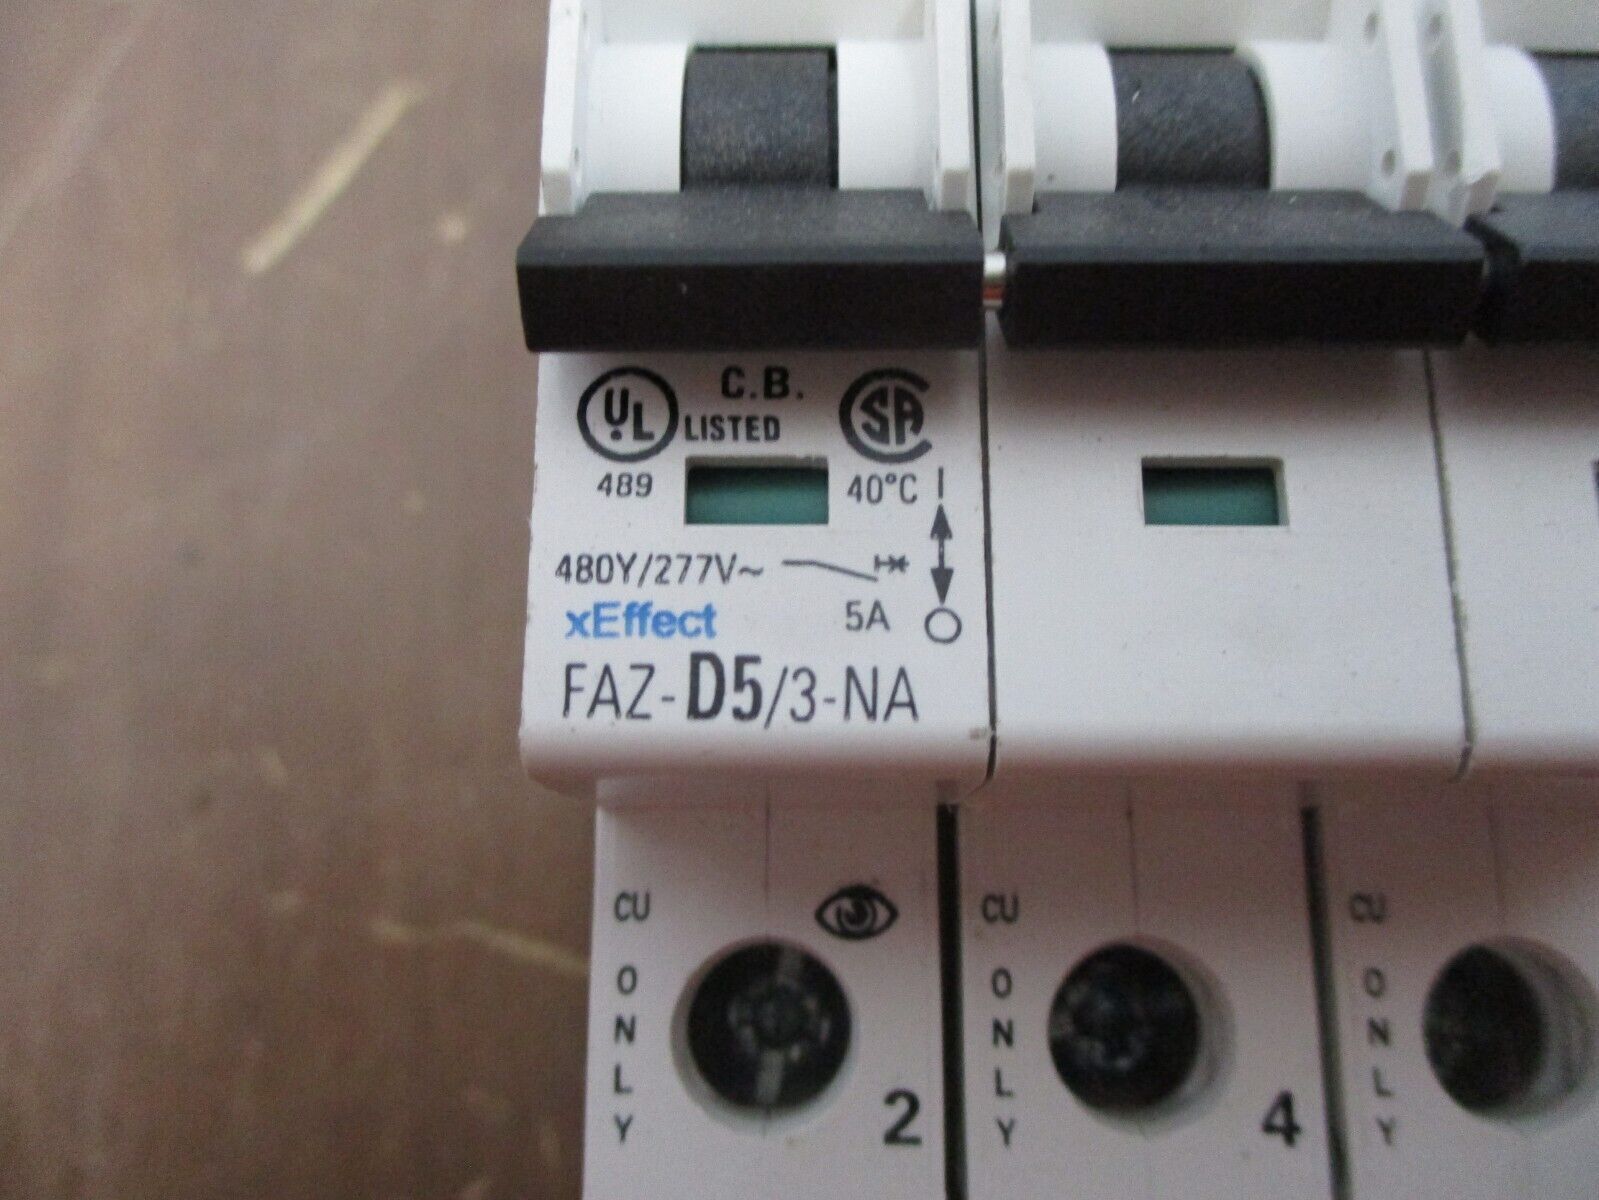 UL LISTED C.B. SA
489 40°C I
480Y/277V~
xEffect 5A O
FAZ-D5/3-NA
CU ONLY 2
CU ONLY 4
CU ONLY